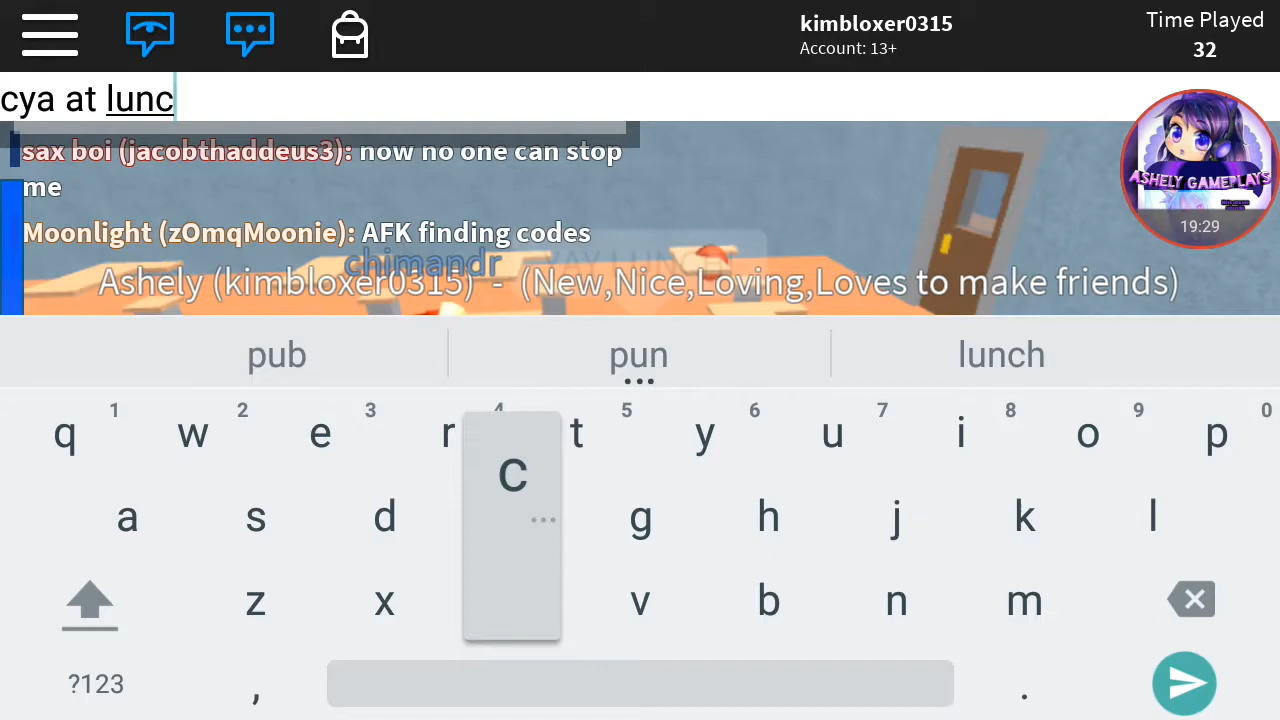 kimbloxer0315
Account: 13+
Time Played
32
cya at lunc
sax boi (jacobthaddeus3): now no one can stop
me
Moonlight (zOmqMoonie): AFK finding codes
chimandr
Ashely (kimbloxer0315) - (New,Nice,Loving,Loves to make friends)
ASHELY GAMEPLAYS
19:29
pub pun lunch
1 2 3 4 5 6 7 8 9 0
q w e r t y u i o p
c
a s d g h j k l
z x v b n m
?123 , .